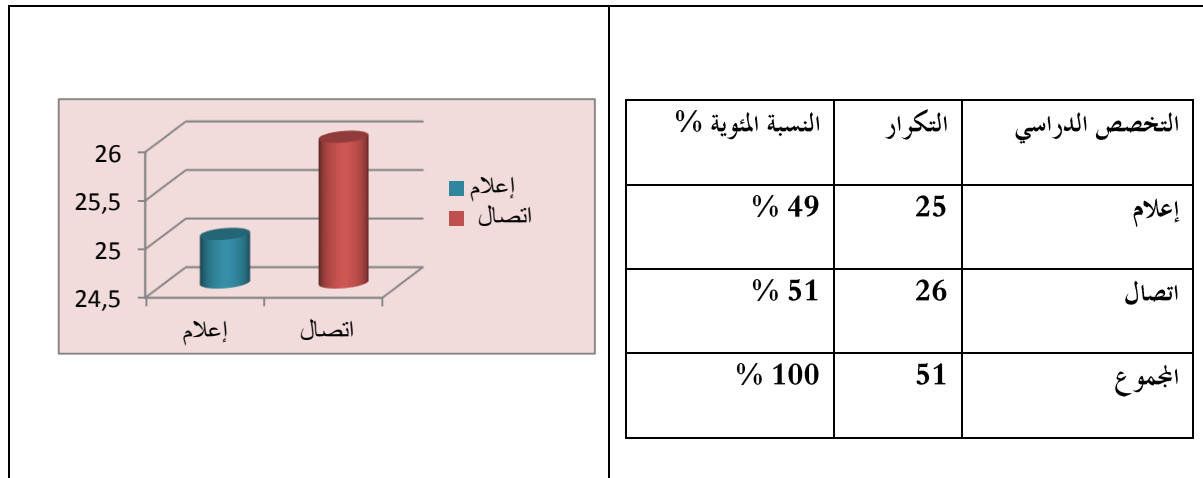 التخصص الدراسي التكرار النسبة المئوية %
إعلام 25 49 %
اتصال 26 51 %
المجموع 51 100 %
26
25,5
25
24,5
إعلام اتصال
إعلام
اتصال